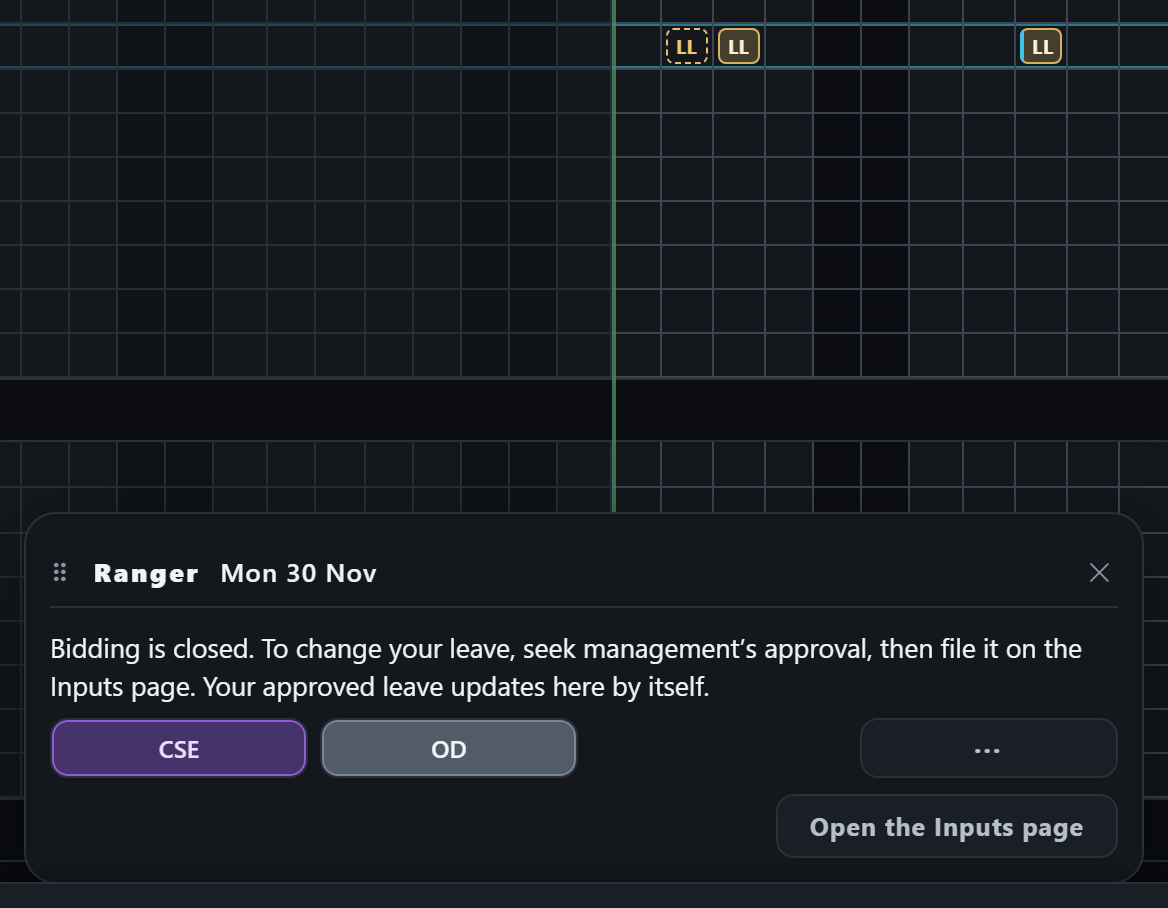 LL LL LL
Ranger Mon 30 Nov
Bidding is closed. To change your leave, seek management’s approval, then file it on the
Inputs page. Your approved leave updates here by itself.
CSE OD ...
Open the Inputs page